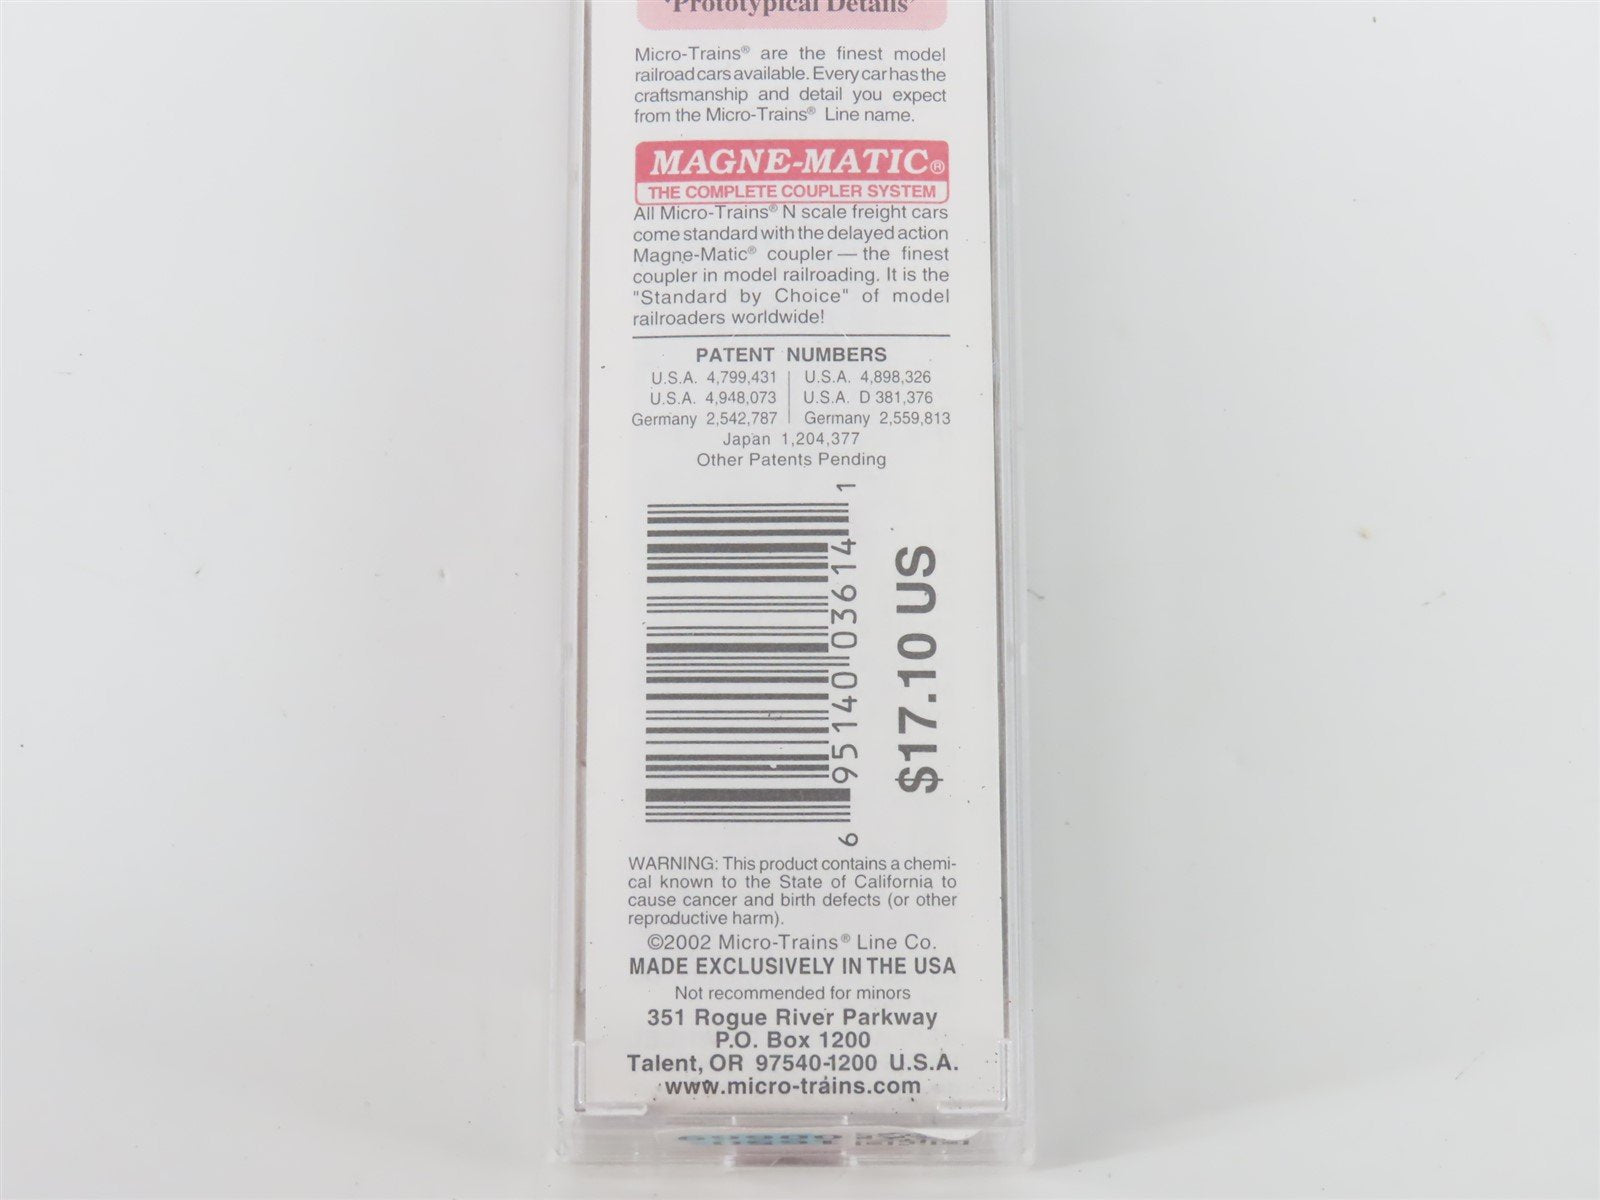 'Prototypical Details'
Micro-Trains® are the finest model
railroad cars available. Every car has the
craftsmanship and detail you expect
from the Micro-Trains® Line name.
MAGNE-MATIC®
THE COMPLETE COUPLER SYSTEM
All Micro-Trains® N scale freight cars
come standard with the delayed action
Magne-Matic® coupler — the finest
coupler in model railroading. It is the
"Standard by Choice" of model
railroaders worldwide!
PATENT NUMBERS
U.S.A. 4,799,431 | U.S.A. 4,898,326
U.S.A. 4,948,073 | U.S.A. D 381,376
Germany 2,542,787 | Germany 2,559,813
Japan 1,204,377
Other Patents Pending
6 95140 03614 1
$17.10 US
WARNING: This product contains a chemi-
cal known to the State of California to
cause cancer and birth defects (or other
reproductive harm).
©2002 Micro-Trains® Line Co.
MADE EXCLUSIVELY IN THE USA
Not recommended for minors
351 Rogue River Parkway
P.O. Box 1200
Talent, OR 97540-1200 U.S.A.
www.micro-trains.com